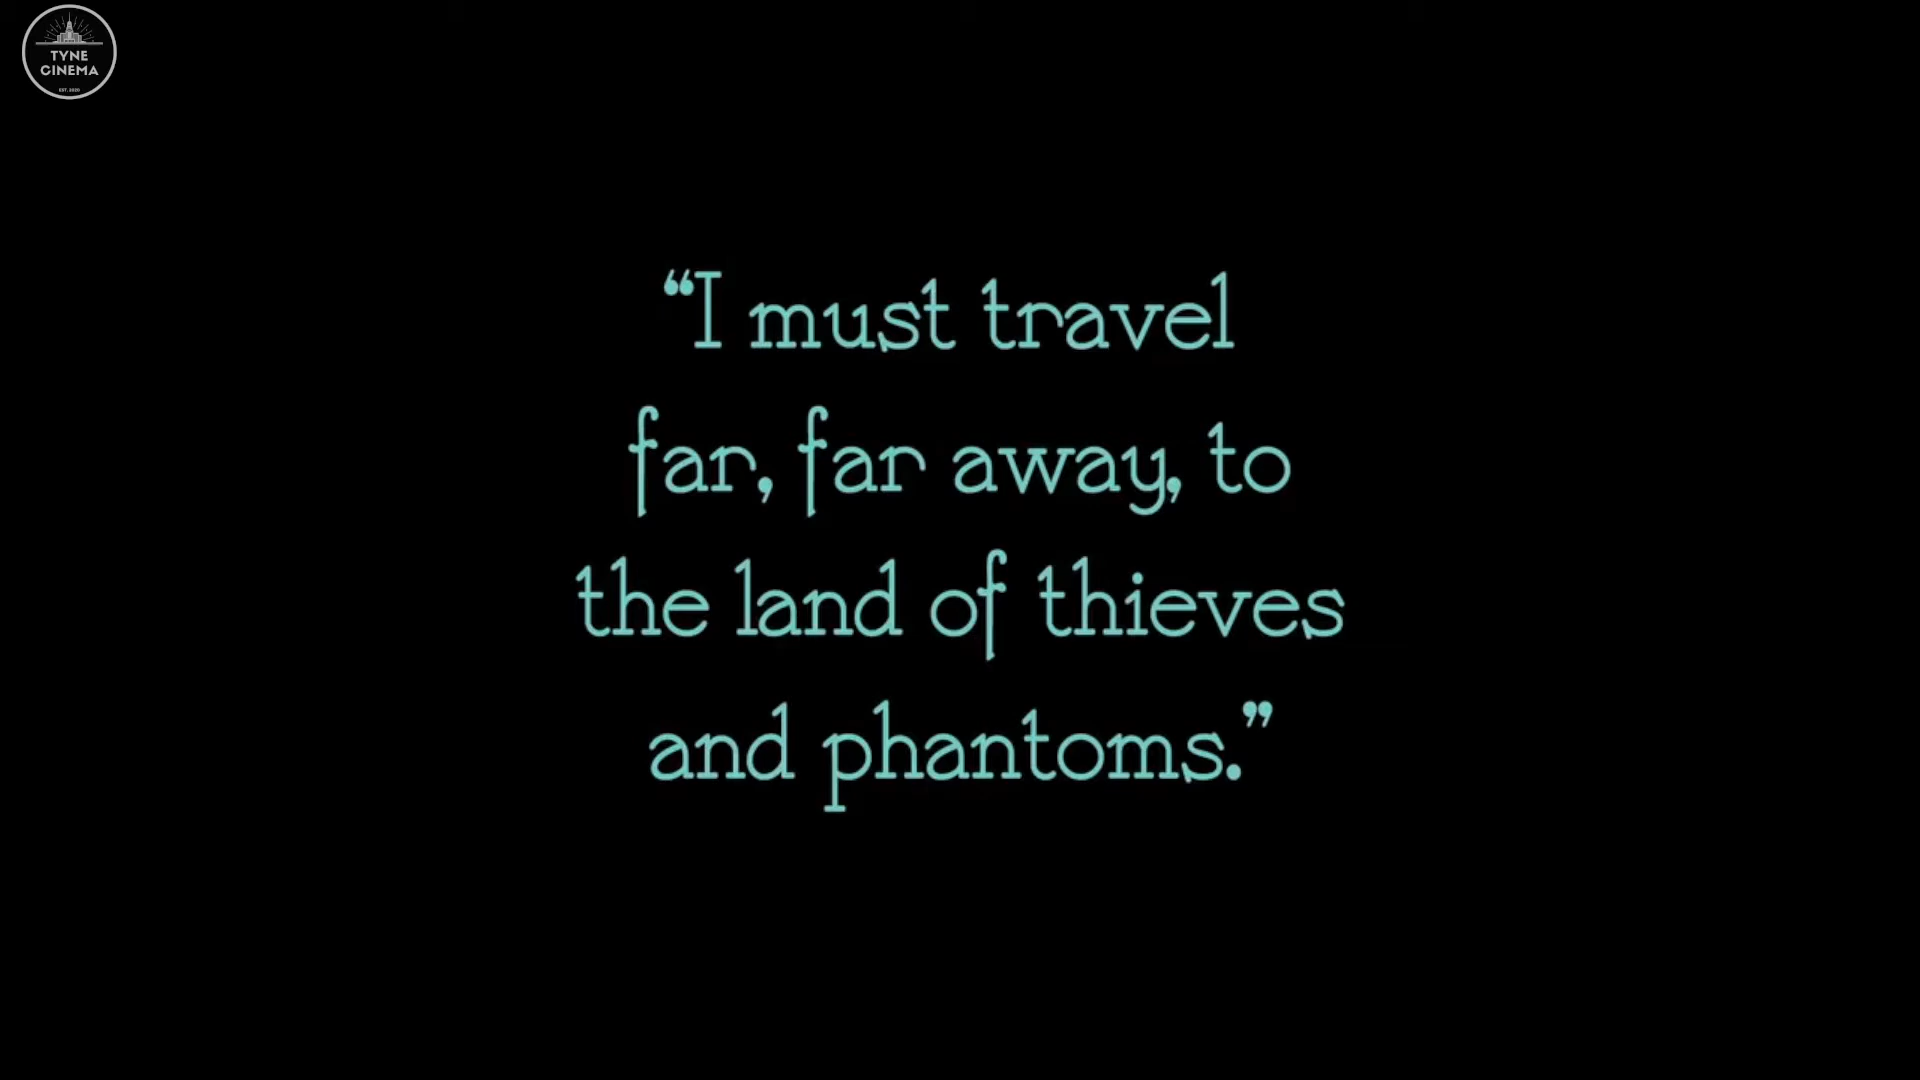 TYNE
CINEMA
EST. 2020
“I must travel
far, far away, to
the land of thieves
and phantoms.”